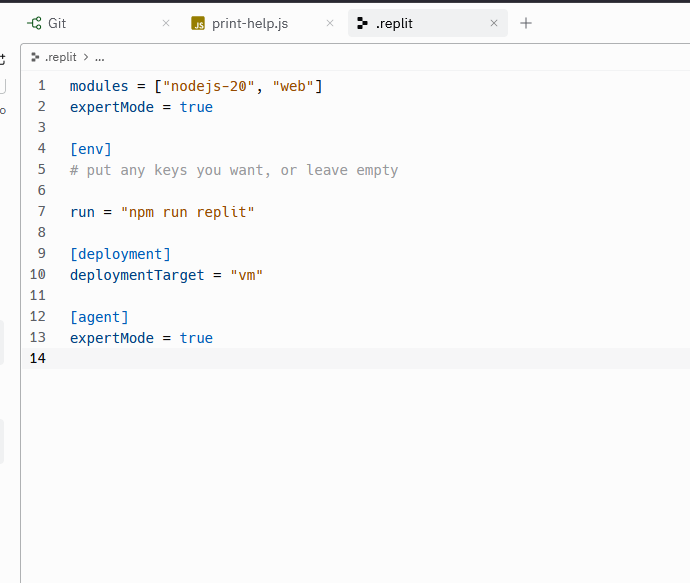 Git × print-help.js × .replit × +
.replit > ...
1 modules = ["nodejs-20", "web"]
2 expertMode = true
3
4 [env]
5 # put any keys you want, or leave empty
6
7 run = "npm run replit"
8
9 [deployment]
10 deploymentTarget = "vm"
11
12 [agent]
13 expertMode = true
14